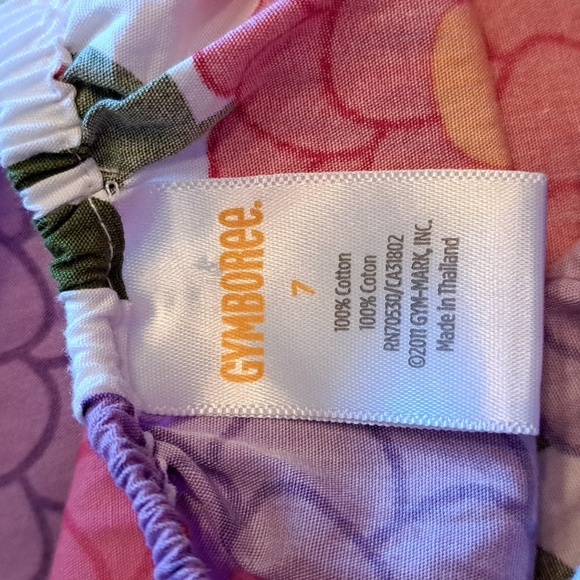 GYMBOREE.
7
100% Cotton
100% Coton
RN70530/CA31802
©2011 GYM-MARK, INC.
Made in Thailand